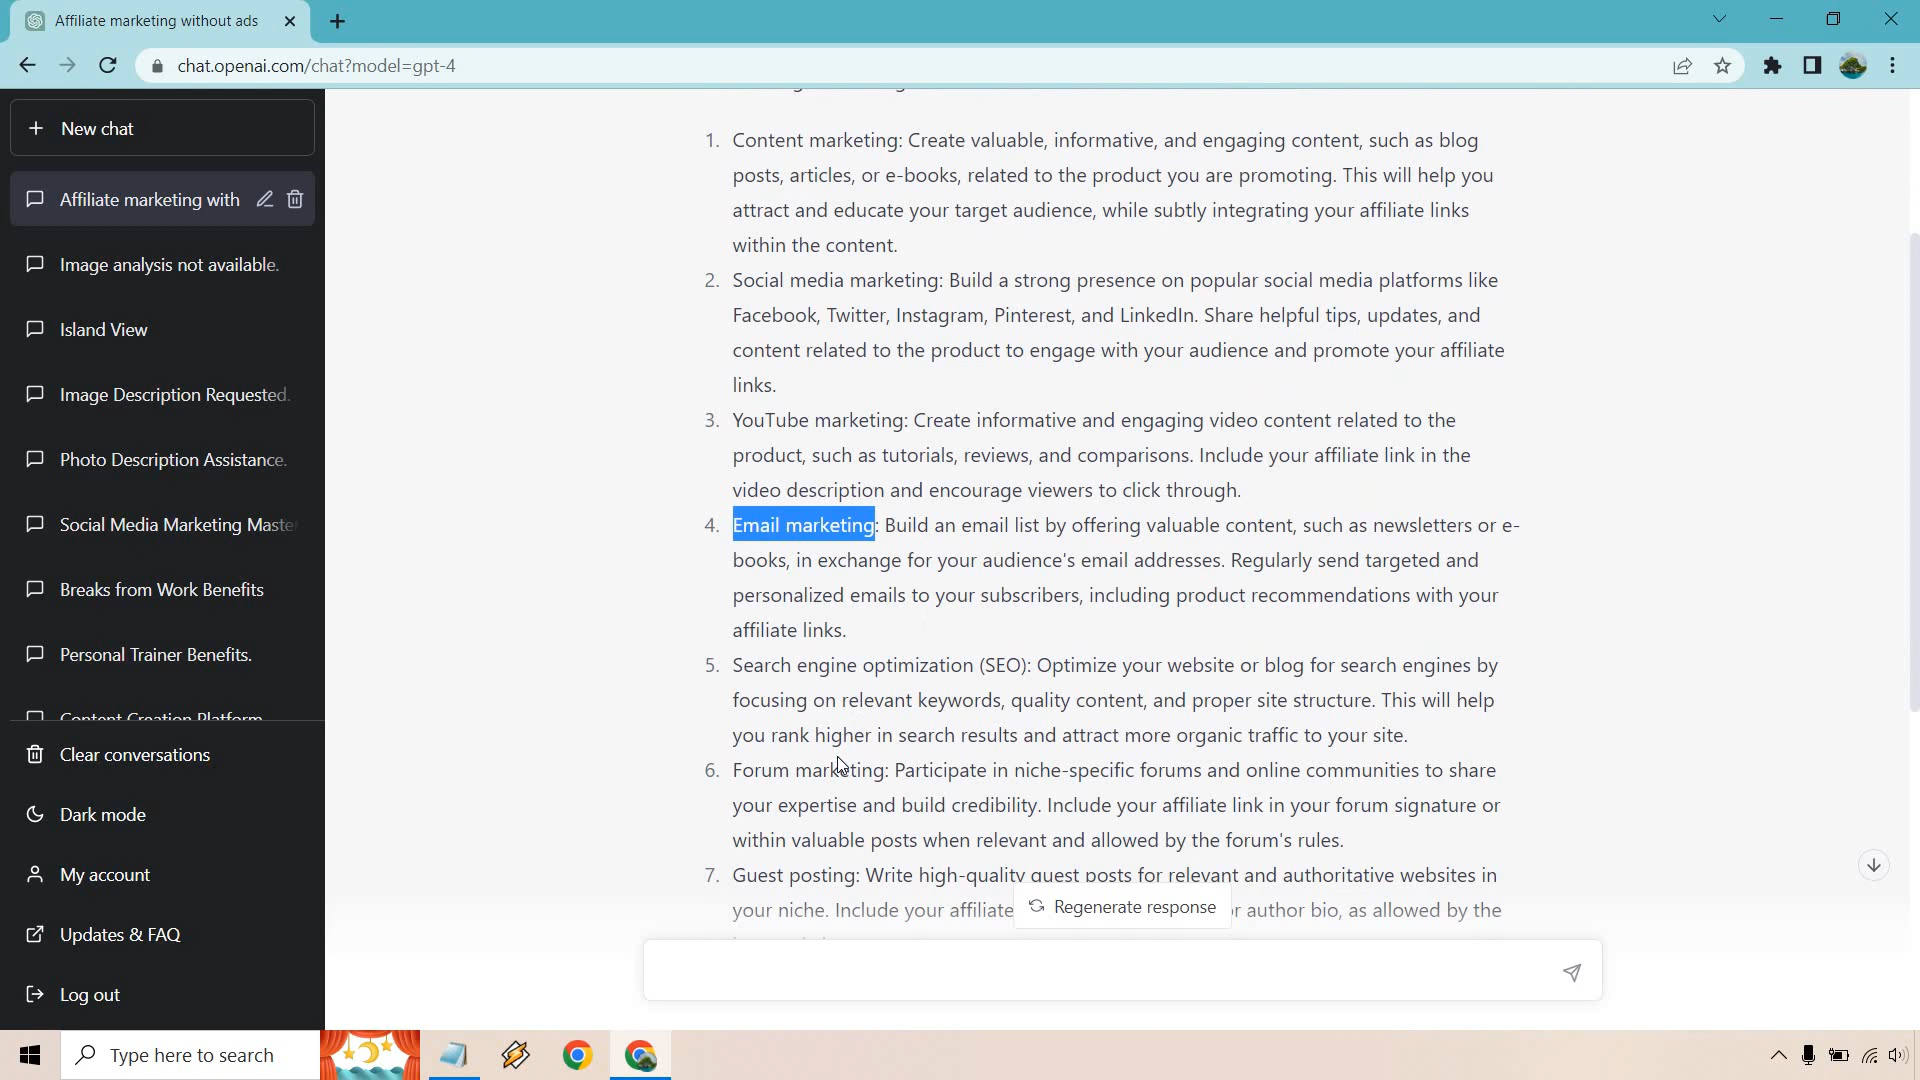 Affiliate marketing without ads
chat.openai.com/chat?model=gpt-4
New chat
Affiliate marketing with
Image analysis not available.
Island View
Image Description Requested.
Photo Description Assistance.
Social Media Marketing Maste
Breaks from Work Benefits
Personal Trainer Benefits.
Content Creation Platform
Clear conversations
Dark mode
My account
Updates & FAQ
Log out
1. Content marketing: Create valuable, informative, and engaging content, such as blog
posts, articles, or e-books, related to the product you are promoting. This will help you
attract and educate your target audience, while subtly integrating your affiliate links
within the content.
2. Social media marketing: Build a strong presence on popular social media platforms like
Facebook, Twitter, Instagram, Pinterest, and LinkedIn. Share helpful tips, updates, and
content related to the product to engage with your audience and promote your affiliate
links.
3. YouTube marketing: Create informative and engaging video content related to the
product, such as tutorials, reviews, and comparisons. Include your affiliate link in the
video description and encourage viewers to click through.
4. Email marketing: Build an email list by offering valuable content, such as newsletters or e-
books, in exchange for your audience's email addresses. Regularly send targeted and
personalized emails to your subscribers, including product recommendations with your
affiliate links.
5. Search engine optimization (SEO): Optimize your website or blog for search engines by
focusing on relevant keywords, quality content, and proper site structure. This will help
you rank higher in search results and attract more organic traffic to your site.
6. Forum marketing: Participate in niche-specific forums and online communities to share
your expertise and build credibility. Include your affiliate link in your forum signature or
within valuable posts when relevant and allowed by the forum's rules.
7. Guest posting: Write high-quality guest posts for relevant and authoritative websites in
your niche. Include your affiliate r author bio, as allowed by the
Regenerate response
Type here to search